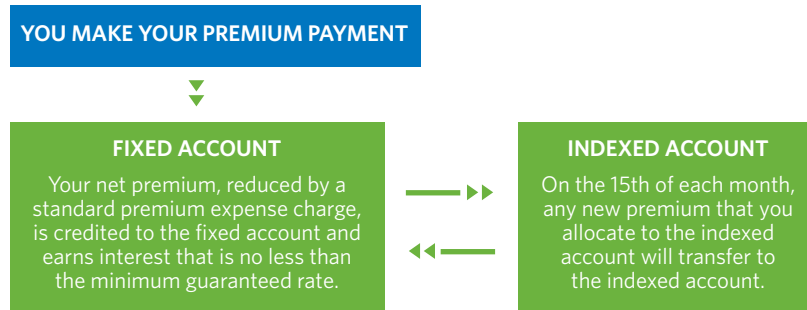 YOU MAKE YOUR PREMIUM PAYMENT
FIXED ACCOUNT
Your net premium, reduced by a
standard premium expense charge,
is credited to the fixed account and
earns interest that is no less than
the minimum guaranteed rate.
INDEXED ACCOUNT
On the 15th of each month,
any new premium that you
allocate to the indexed
account will transfer to
the indexed account.